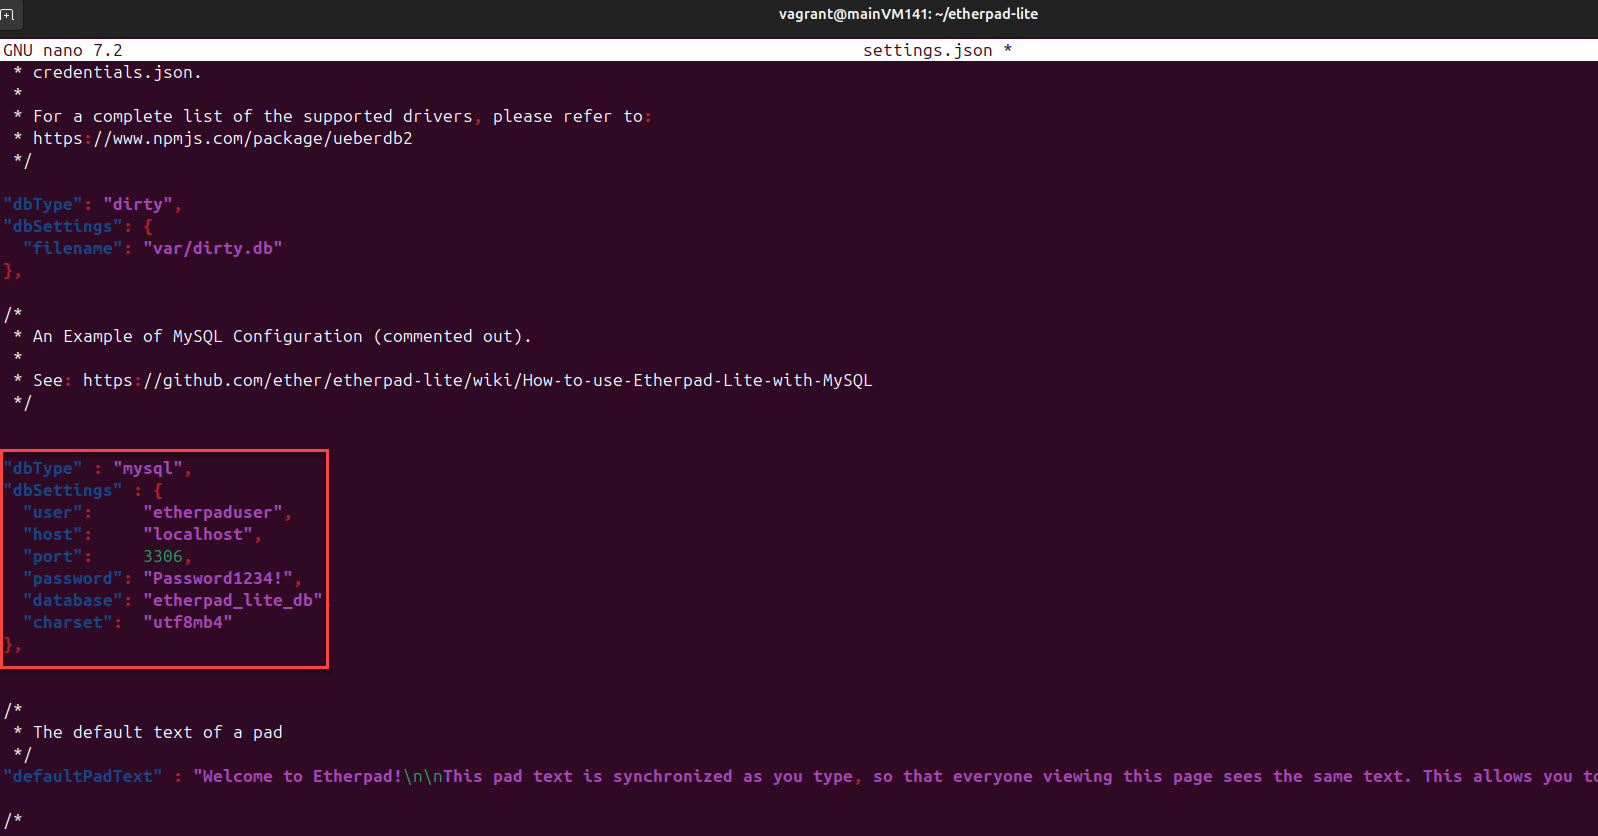 vagrant@mainVM141: ~/etherpad-lite
GNU nano 7.2 settings.json *
* credentials.json.
*
* For a complete list of the supported drivers, please refer to:
* https://www.npmjs.com/package/ueberdb2
*/
"dbType": "dirty",
"dbSettings": {
"filename": "var/dirty.db"
},
/*
* An Example of MySQL Configuration (commented out).
*
* See: https://github.com/ether/etherpad-lite/wiki/How-to-use-Etherpad-Lite-with-MySQL
*/
"dbType" : "mysql",
"dbSettings" : {
"user": "etherpaduser",
"host": "localhost",
"port": 3306,
"password": "Password1234!",
"database": "etherpad_lite_db",
"charset": "utf8mb4"
},
/*
* The default text of a pad
*/
"defaultPadText" : "Welcome to Etherpad!\n\nThis pad text is synchronized as you type, so that everyone viewing this page sees the same text. This allows you to
/*